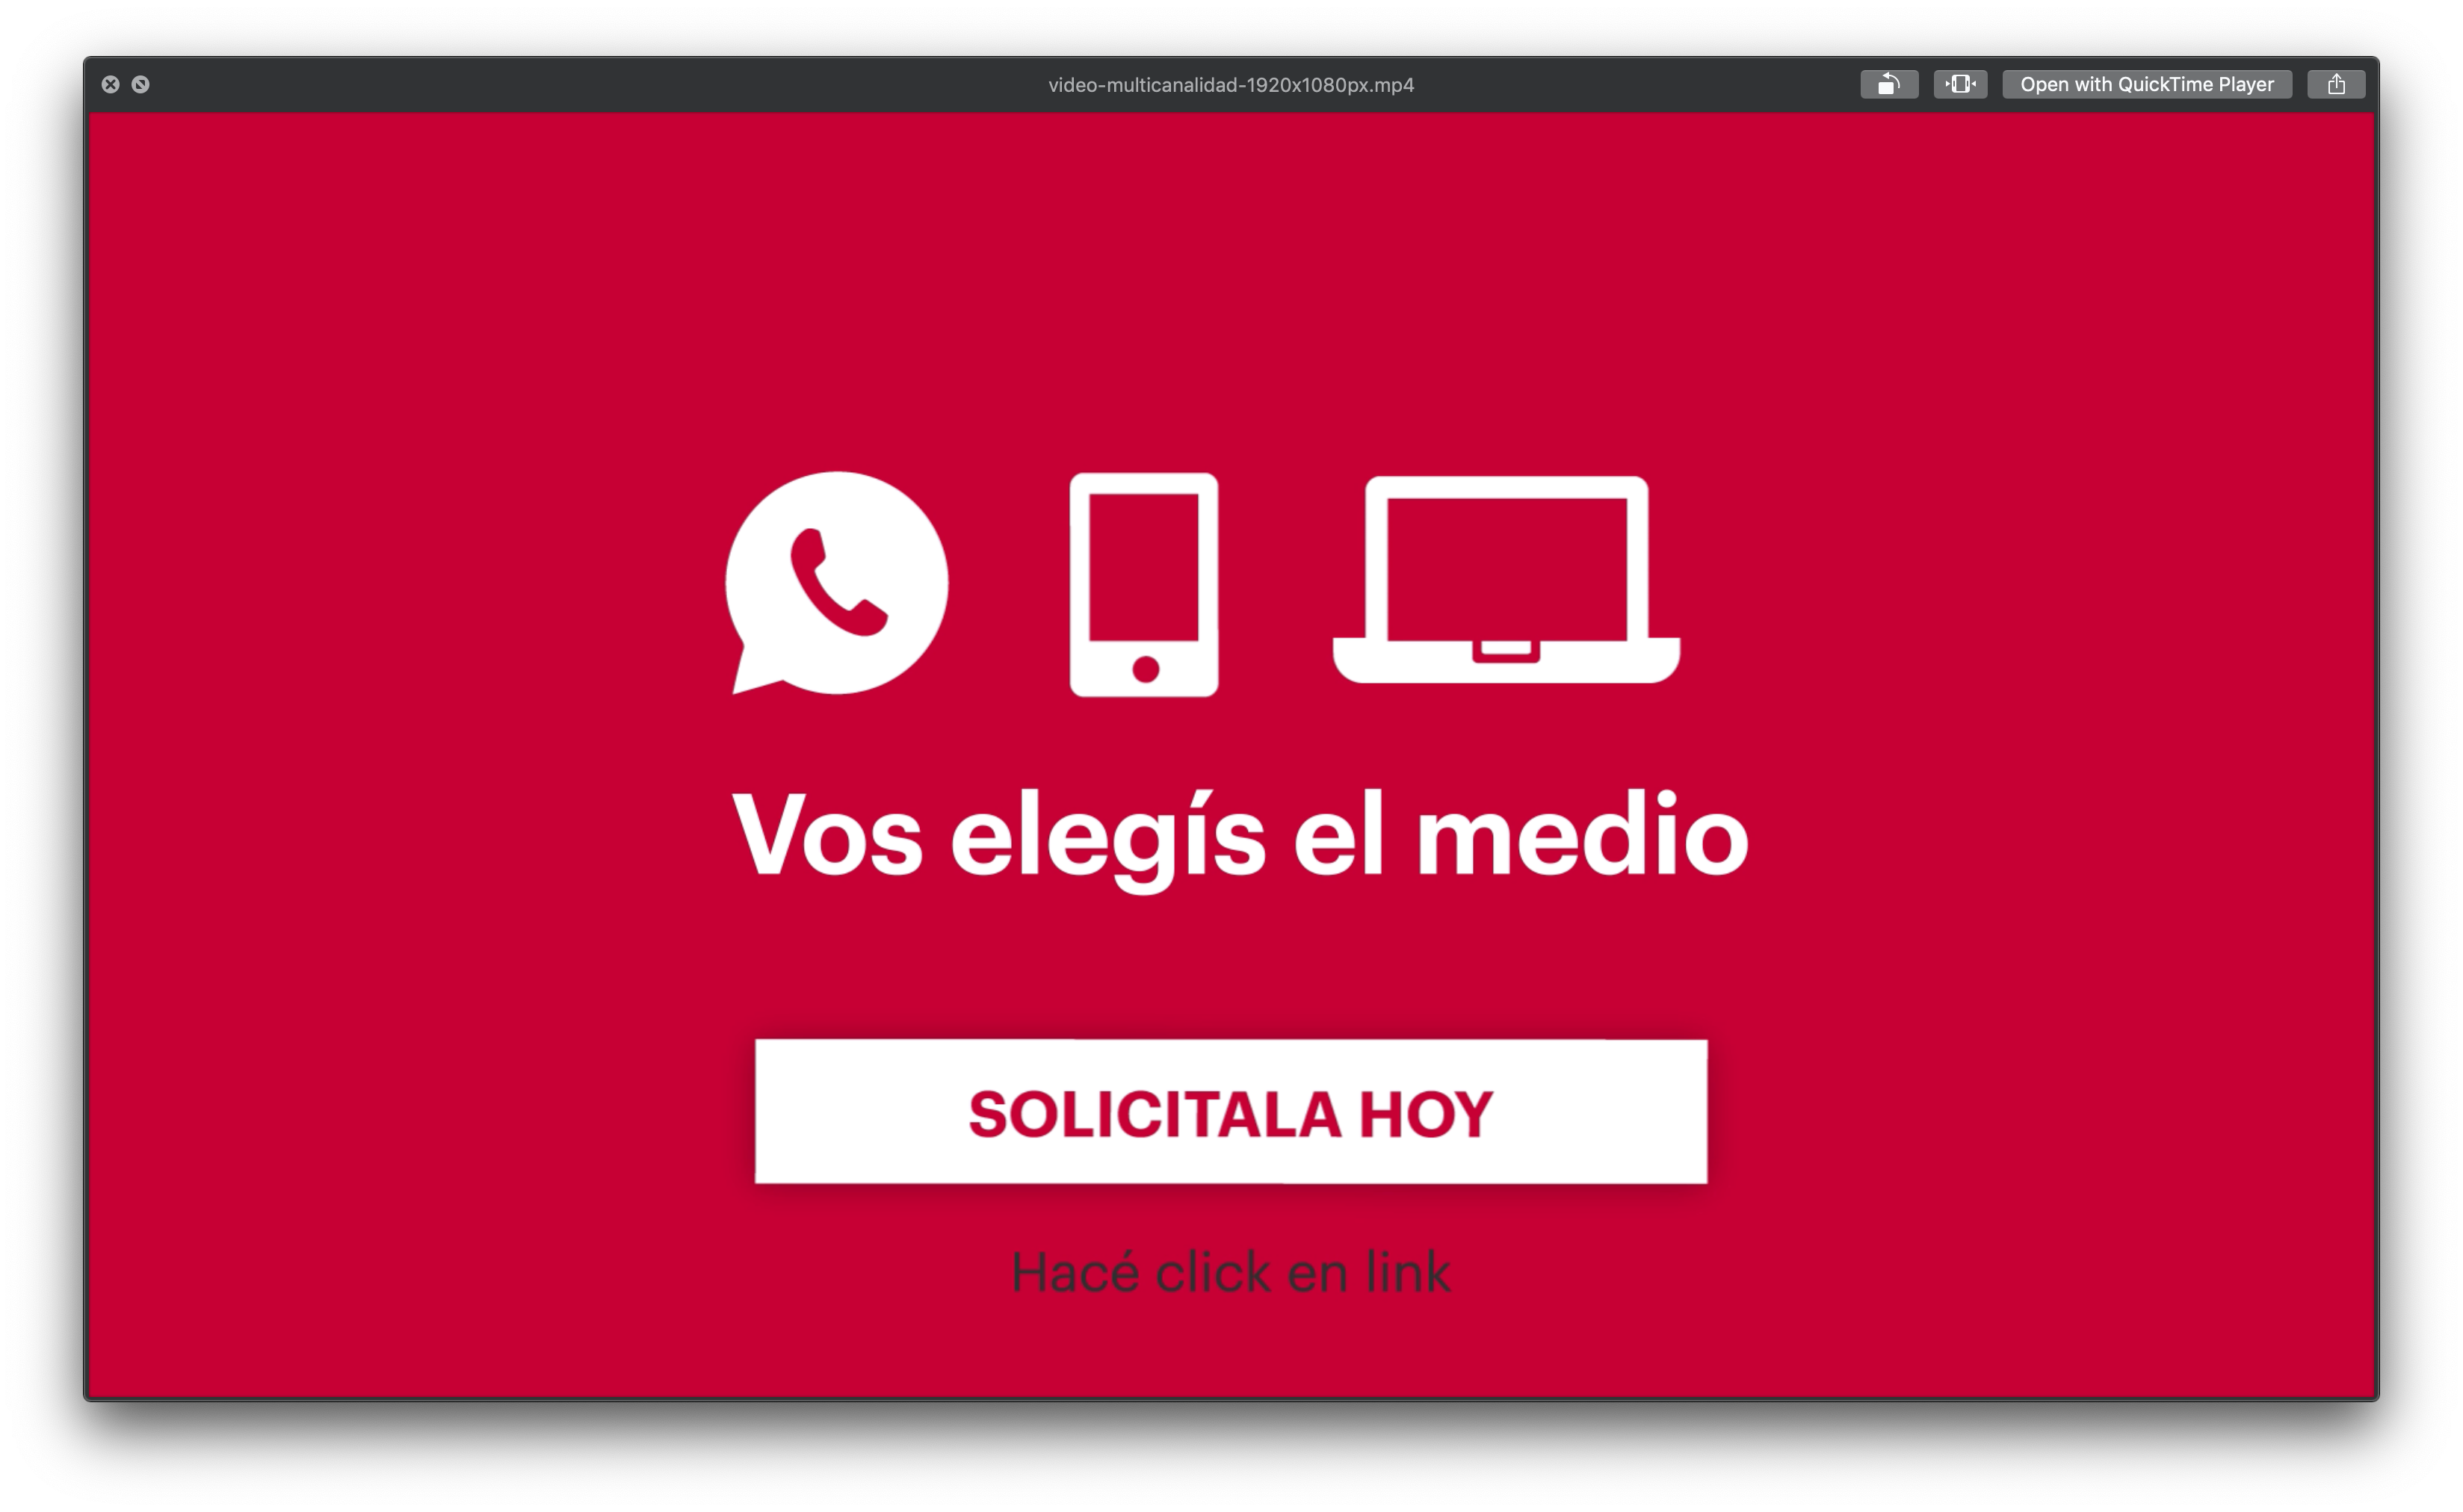 video-multicanalidad-1920x1080px.mp4
Open with QuickTime Player
Vos elegís el medio
SOLICITALA HOY
Hacé click en link